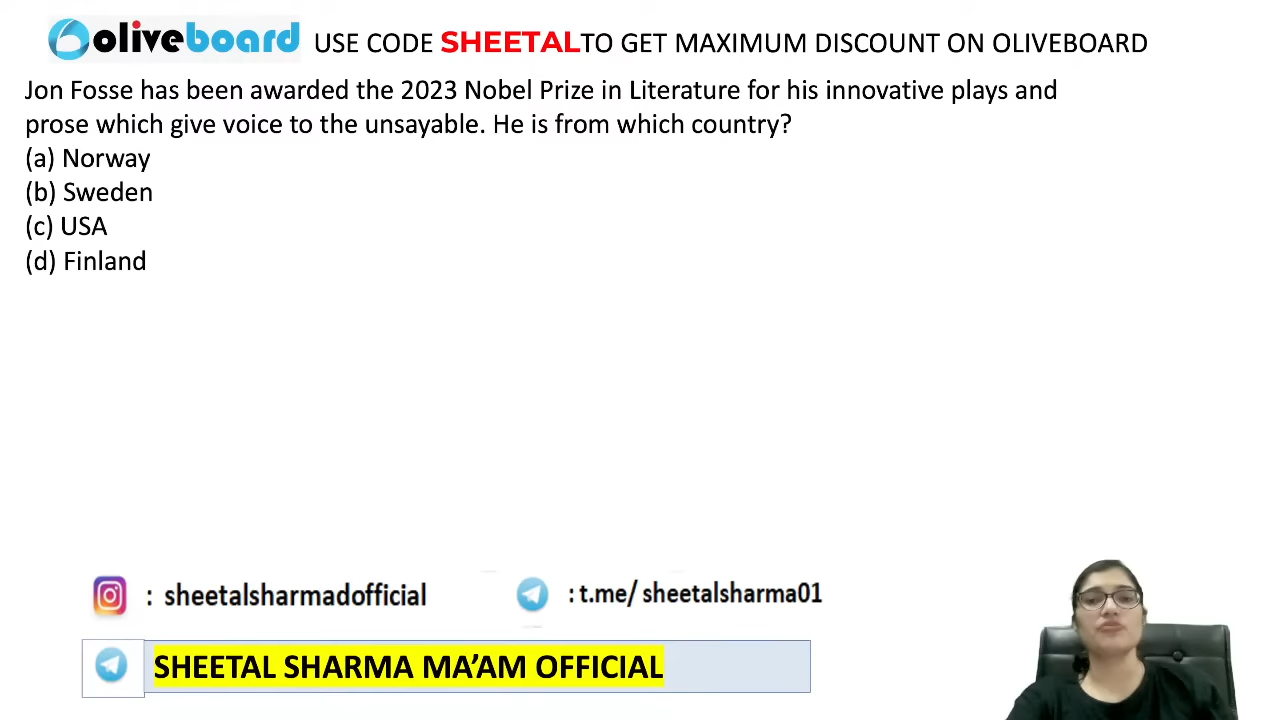 oliveboard USE CODE SHEETAL TO GET MAXIMUM DISCOUNT ON OLIVEBOARD
Jon Fosse has been awarded the 2023 Nobel Prize in Literature for his innovative plays and
prose which give voice to the unsayable. He is from which country?
(a) Norway
(b) Sweden
(c) USA
(d) Finland
: sheetalsharmadofficial : t.me/ sheetalsharma01
SHEETAL SHARMA MA’AM OFFICIAL